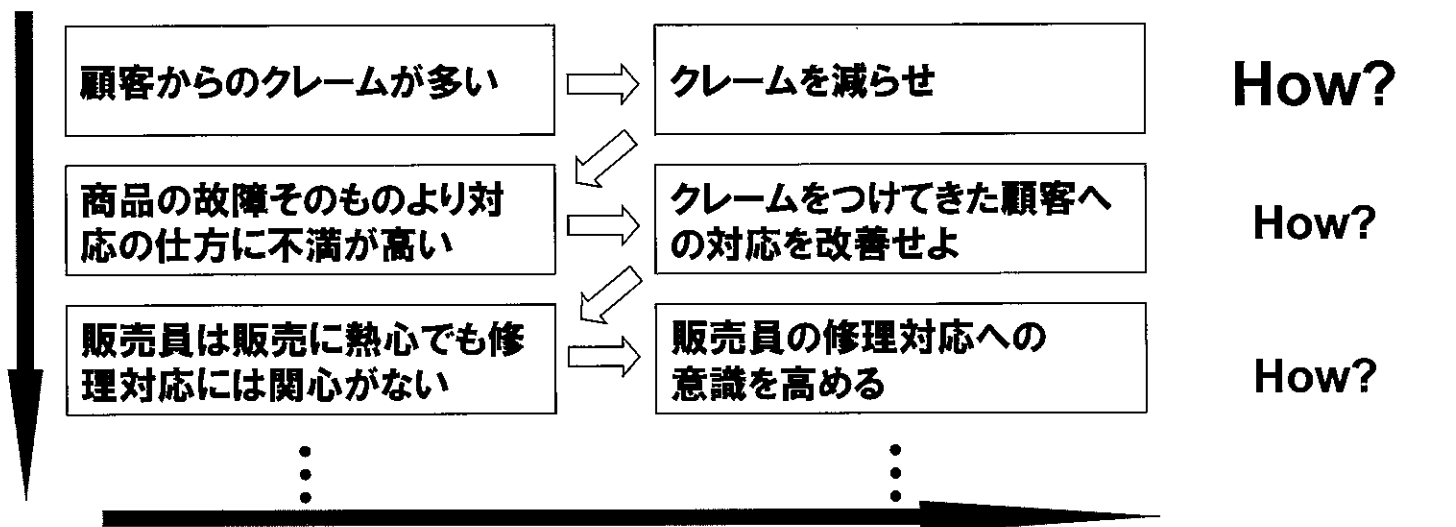 顧客からのクレームが多い
クレームを減らせ
How?
商品の故障そのものより対
応の仕方に不満が高い
クレームをつけてきた顧客へ
の対応を改善せよ
How?
販売員は販売に熱心でも修
理対応には関心がない
販売員の修理対応への
意識を高める
How?